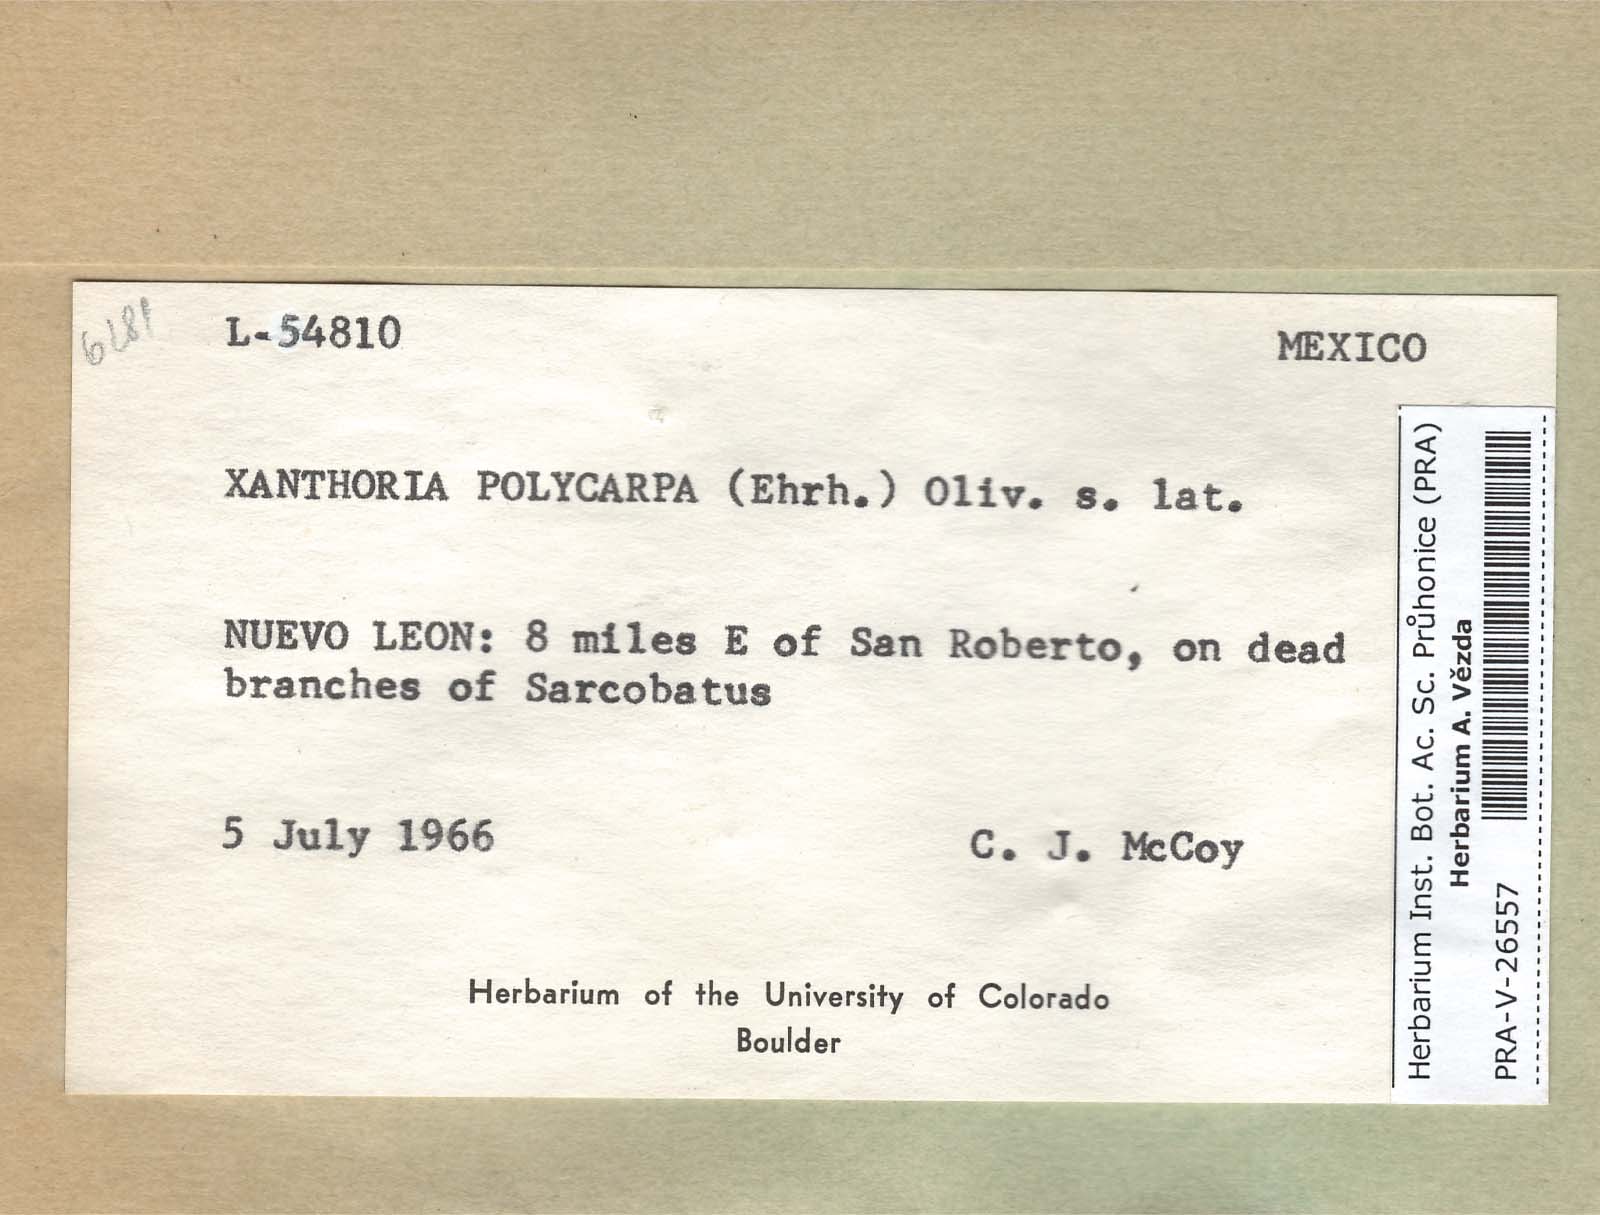 L-54810
MEXICO
XANTHORIA POLYCARPA (Ehrh.) Oliv. s. lat.
NUEVO LEON: 8 miles E of San Roberto, on dead
branches of Sarcobatus
5 July 1966
C. J. McCoy
Herbarium of the University of Colorado
Boulder
Herbarium Inst. Bot. Ac. Sc. Průhonice (PRA)
Herbarium A. Vězda
PRA-V-26557